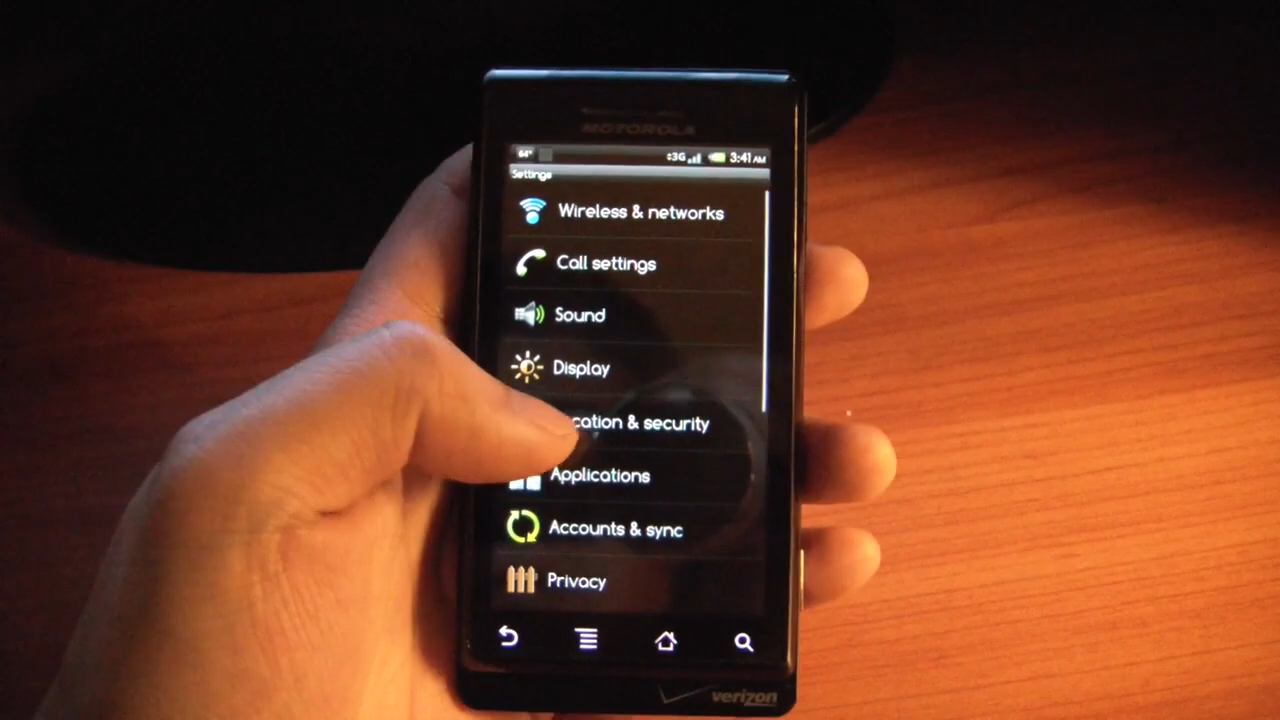 MOTOROLA
64° 3G 3:41 AM
Settings
Wireless & networks
Call settings
Sound
Display
cation & security
Applications
Accounts & sync
Privacy
verizon